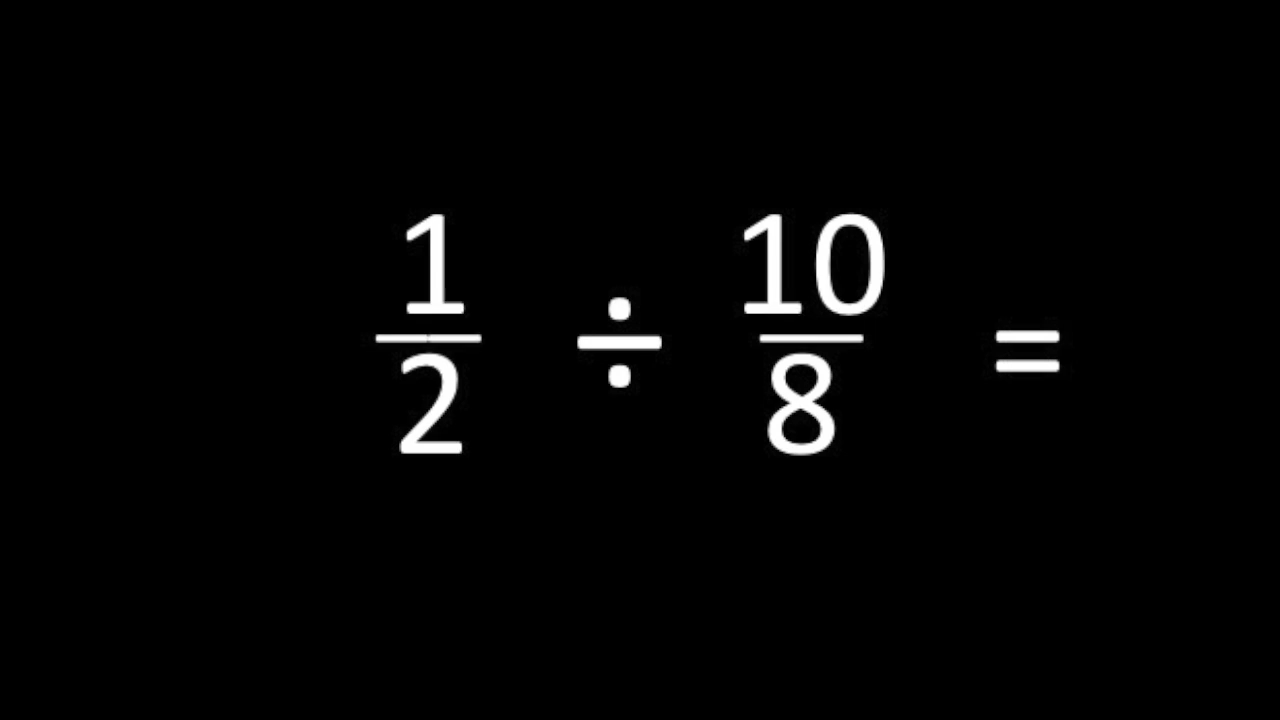 1/2 ÷ 10/8 =